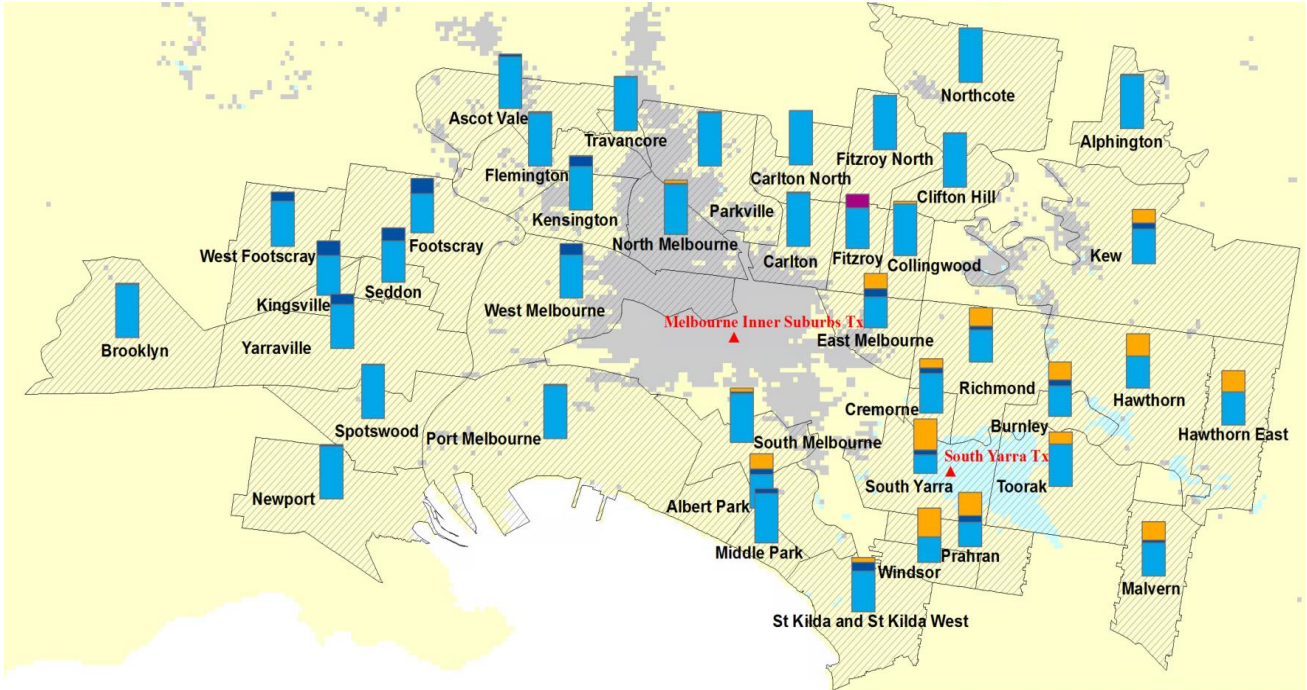 Northcote
Ascot Vale
Travancore
Alphington
Fitzroy North
Flemington
Carlton North
Clifton Hill
Kensington
Parkville
Footscray
North Melbourne
Carlton
Fitzroy
West Footscray
Collingwood
Kew
Seddon
Kingsville
West Melbourne
Melbourne Inner Suburbs Tx
East Melbourne
Brooklyn
Yarraville
Richmond
Hawthorn
Cremorne
Burnley
Spotswood
Port Melbourne
South Melbourne
Hawthorn East
South Yarra Tx
South Yarra
Toorak
Newport
Albert Park
Middle Park
Prahran
Windsor
Malvern
St Kilda and St Kilda West